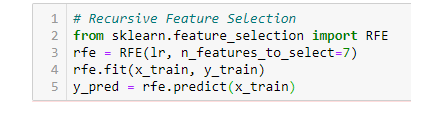 1 # Recursive Feature Selection
2 from sklearn.feature_selection import RFE
3 rfe = RFE(lr, n_features_to_select=7)
4 rfe.fit(x_train, y_train)
5 y_pred = rfe.predict(x_train)